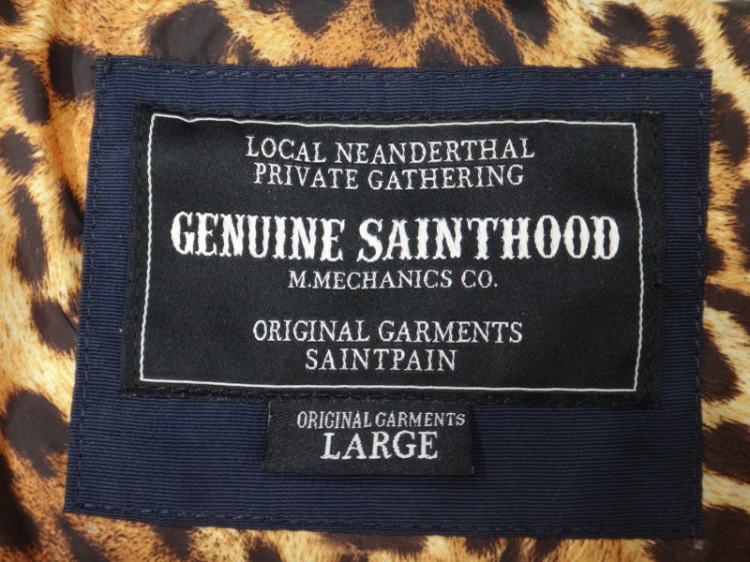 LOCAL NEANDERTHAL
PRIVATE GATHERING
GENUINE SAINTHOOD
M.MECHANICS CO.
ORIGINAL GARMENTS
SAINTPAIN
ORIGINAL GARMENTS
LARGE